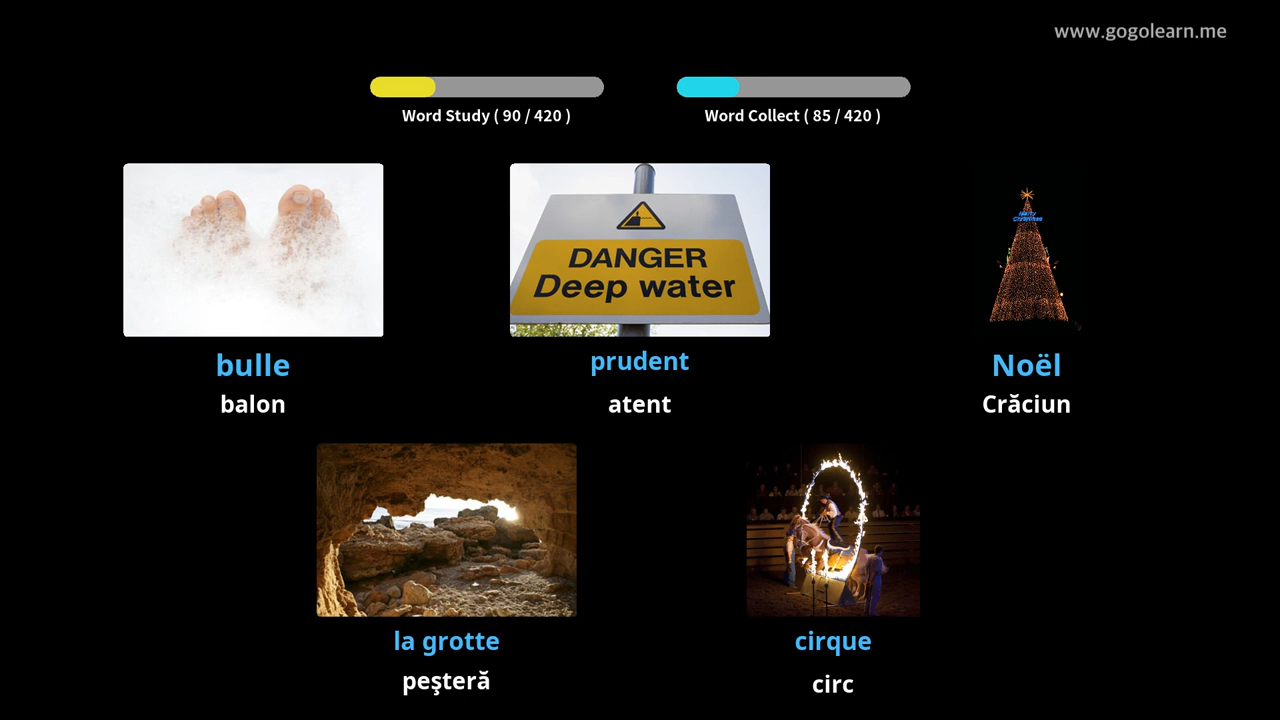 www.gogolearn.me
Word Study ( 90 / 420 )
Word Collect ( 85 / 420 )
DANGER
Deep water
bulle
prudent
Noël
balon
atent
Crăciun
la grotte
cirque
peşteră
circ